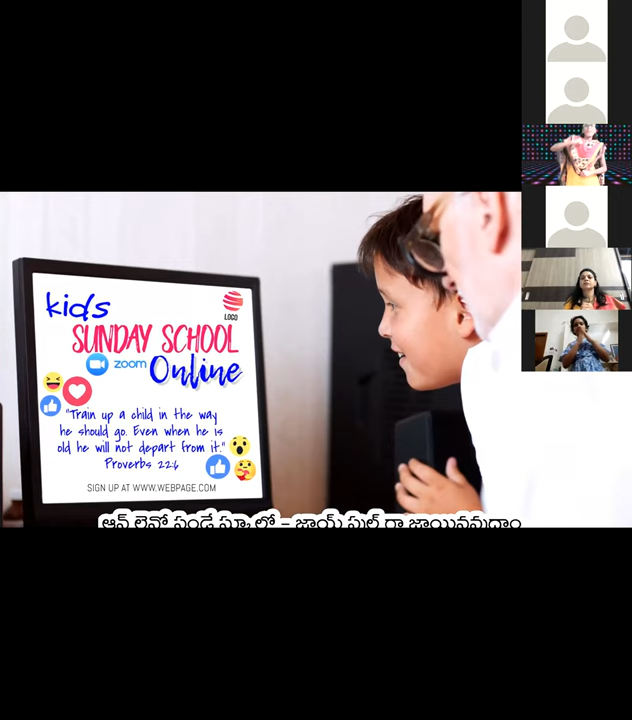 kids
LOGO
SUNDAY SCHOOL
zoom Online
"Train up a child in the way
he should go. Even when he is
old he will not depart from it."
Proverbs 22:6
SIGN UP AT WWW.WEBPAGE.COM
ఆన్ లైన్లో సండే స్కూల్లో – జాయ్ ఫుల్ గా జాయినవుదాం